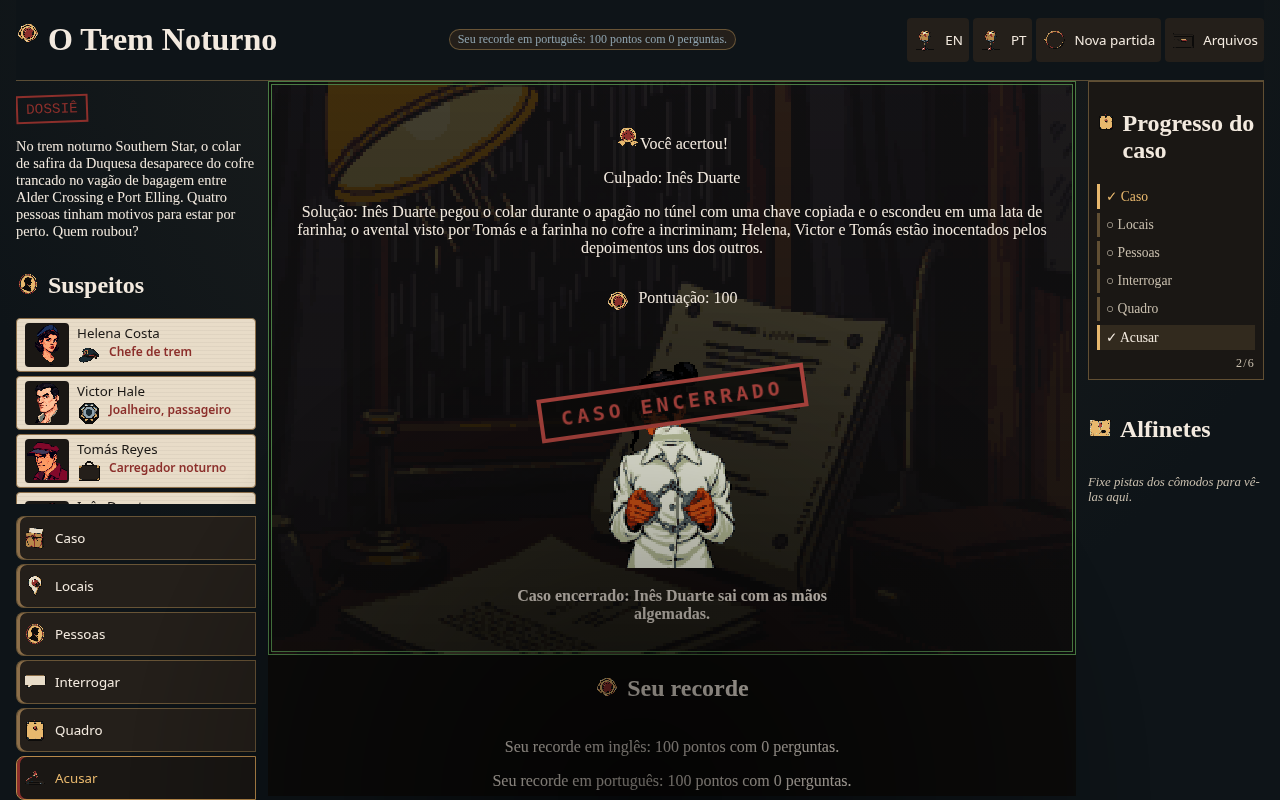 O Trem Noturno
Seu recorde em português: 100 pontos com 0 perguntas.
EN
PT
Nova partida
Arquivos
DOSSIÊ
No trem noturno Southern Star, o colar
de safira da Duquesa desaparece do cofre
trancado no vagão de bagagem entre
Alder Crossing e Port Elling. Quatro
pessoas tinham motivos para estar por
perto. Quem roubou?
Suspeitos
Helena Costa
Chefe de trem
Victor Hale
Joalheiro, passageiro
Tomás Reyes
Carregador noturno
Caso
Locais
Pessoas
Interrogar
Quadro
Acusar
Você acertou!
Culpado: Inês Duarte
Solução: Inês Duarte pegou o colar durante o apagão no túnel com uma chave copiada e o escondeu em uma lata de
farinha; o avental visto por Tomás e a farinha no cofre a incriminam; Helena, Victor e Tomás estão inocentados pelos
depoimentos uns dos outros.
Pontuação: 100
CASO ENCERRADO
Caso encerrado: Inês Duarte sai com as mãos
algemadas.
Seu recorde
Seu recorde em inglês: 100 pontos com 0 perguntas.
Seu recorde em português: 100 pontos com 0 perguntas.
Progresso do
caso
✓ Caso
○ Locais
○ Pessoas
○ Interrogar
○ Quadro
✓ Acusar
2/6
Alfinetes
Fixe pistas dos cômodos para vê-
las aqui.